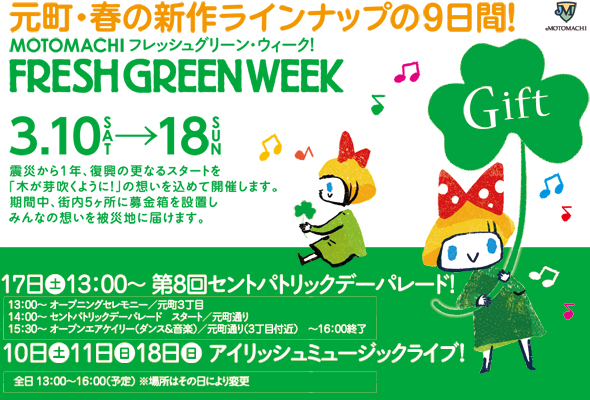 元町・春の新作ラインナップの9日間!
M
eMOTOMACHI
MOTOMACHI フレッシュグリーン・ウィーク!
FRESH GREEN WEEK
Gift
3.10 SAT→18 SUN
震災から1年、復興の更なるスタートを
「木が芽吹くように!」の想いを込めて開催します。
期間中、街内5ヶ所に募金箱を設置し
みんなの想いを被災地に届けます。
17日土13:00〜 第8回セントパトリックデーパレード!
13:00〜 オープニングセレモニー/元町3丁目
14:00〜 セントパトリックデーパレード スタート/元町通り
15:30〜 オープンエアケイリー(ダンス&音楽)/元町通り(3丁目付近) 〜16:00終了
10日土11日日18日日 アイリッシュミュージックライブ!
全日 13:00〜16:00(予定) ※場所はその日により変更